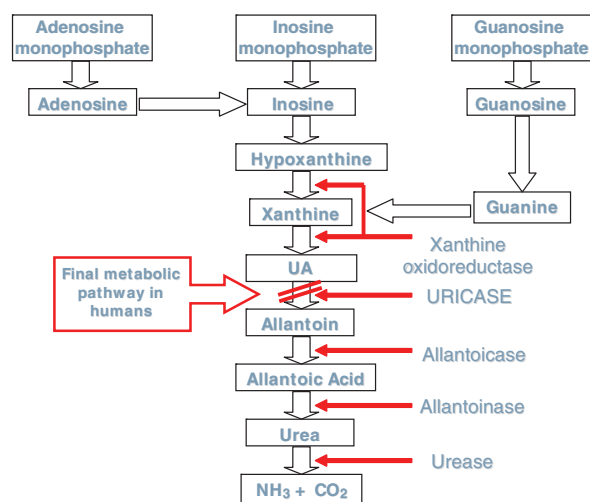 Adenosine
monophosphate
Inosine
monophosphate
Guanosine
monophosphate
Adenosine
Inosine
Guanosine
Hypoxanthine
Xanthine
Guanine
Xanthine
oxidoreductase
UA
Final metabolic
pathway in
humans
URICASE
Allantoin
Allantoicase
Allantoic Acid
Allantoinase
Urea
Urease
NH₃ + CO₂